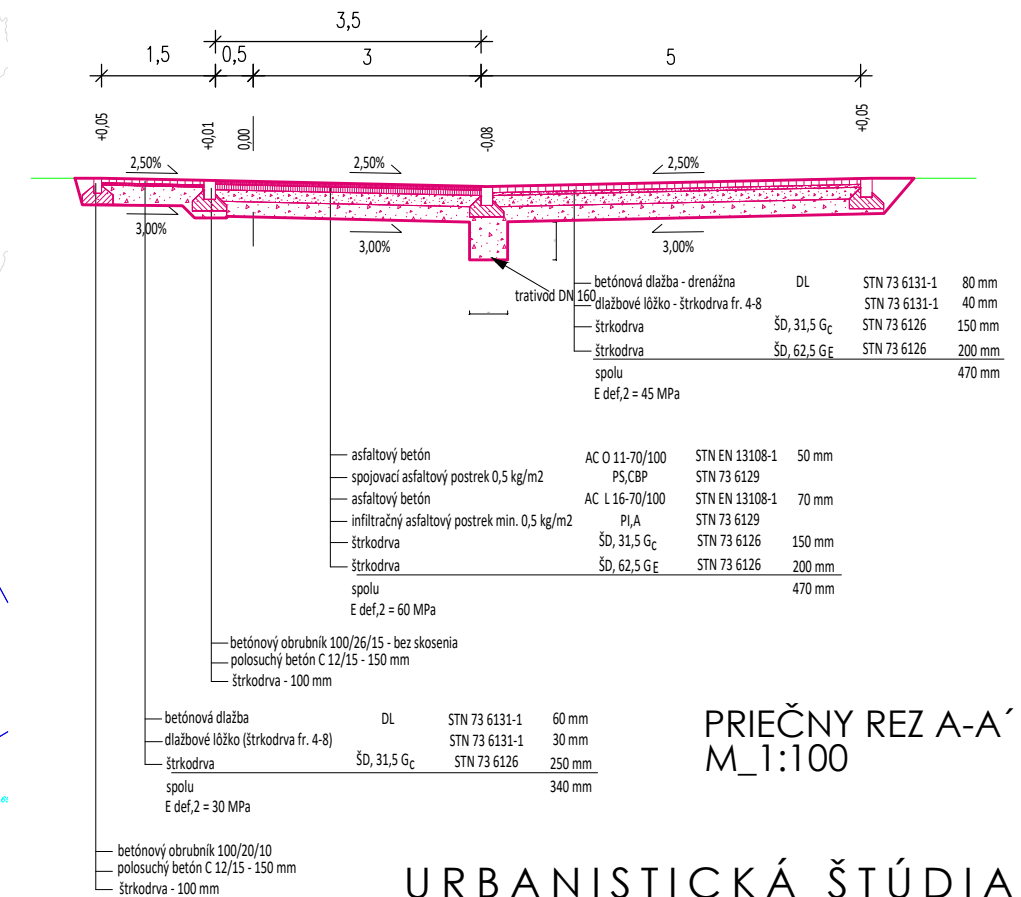 3,5
1,5 0,5 3 5
+0,05 +0,01 0,00 -0,08 +0,05
2,50% 2,50% 2,50%
3,00% 3,00% 3,00%
trativod DN 160
betónová dlažba - drenážna DL STN 73 6131-1 80 mm
dlažbové lôžko - štrkodrva fr. 4-8 STN 73 6131-1 40 mm
štrkodrva ŠD, 31,5 GC STN 73 6126 150 mm
štrkodrva ŠD, 62,5 GE STN 73 6126 200 mm
spolu 470 mm
E def,2 = 45 MPa
asfaltový betón AC O 11-70/100 STN EN 13108-1 50 mm
spojovací asfaltový postrek 0,5 kg/m2 PS,CBP STN 73 6129
asfaltový betón AC L 16-70/100 STN EN 13108-1 70 mm
infiltračný asfaltový postrek min. 0,5 kg/m2 PI,A STN 73 6129
štrkodrva ŠD, 31,5 GC STN 73 6126 150 mm
štrkodrva ŠD, 62,5 GE STN 73 6126 200 mm
spolu 470 mm
E def,2 = 60 MPa
betónový obrubník 100/26/15 - bez skosenia
polosuchý betón C 12/15 - 150 mm
štrkodrva - 100 mm
betónová dlažba DL STN 73 6131-1 60 mm
dlažbové lôžko (štrkodrva fr. 4-8) STN 73 6131-1 30 mm
štrkodrva ŠD, 31,5 GC STN 73 6126 250 mm
spolu 340 mm
E def,2 = 30 MPa
PRIEČNY REZ A-A´
M_1:100
betónový obrubník 100/20/10
polosuchý betón C 12/15 - 150 mm
štrkodrva - 100 mm
URBANISTICKÁ ŠTÚDIA